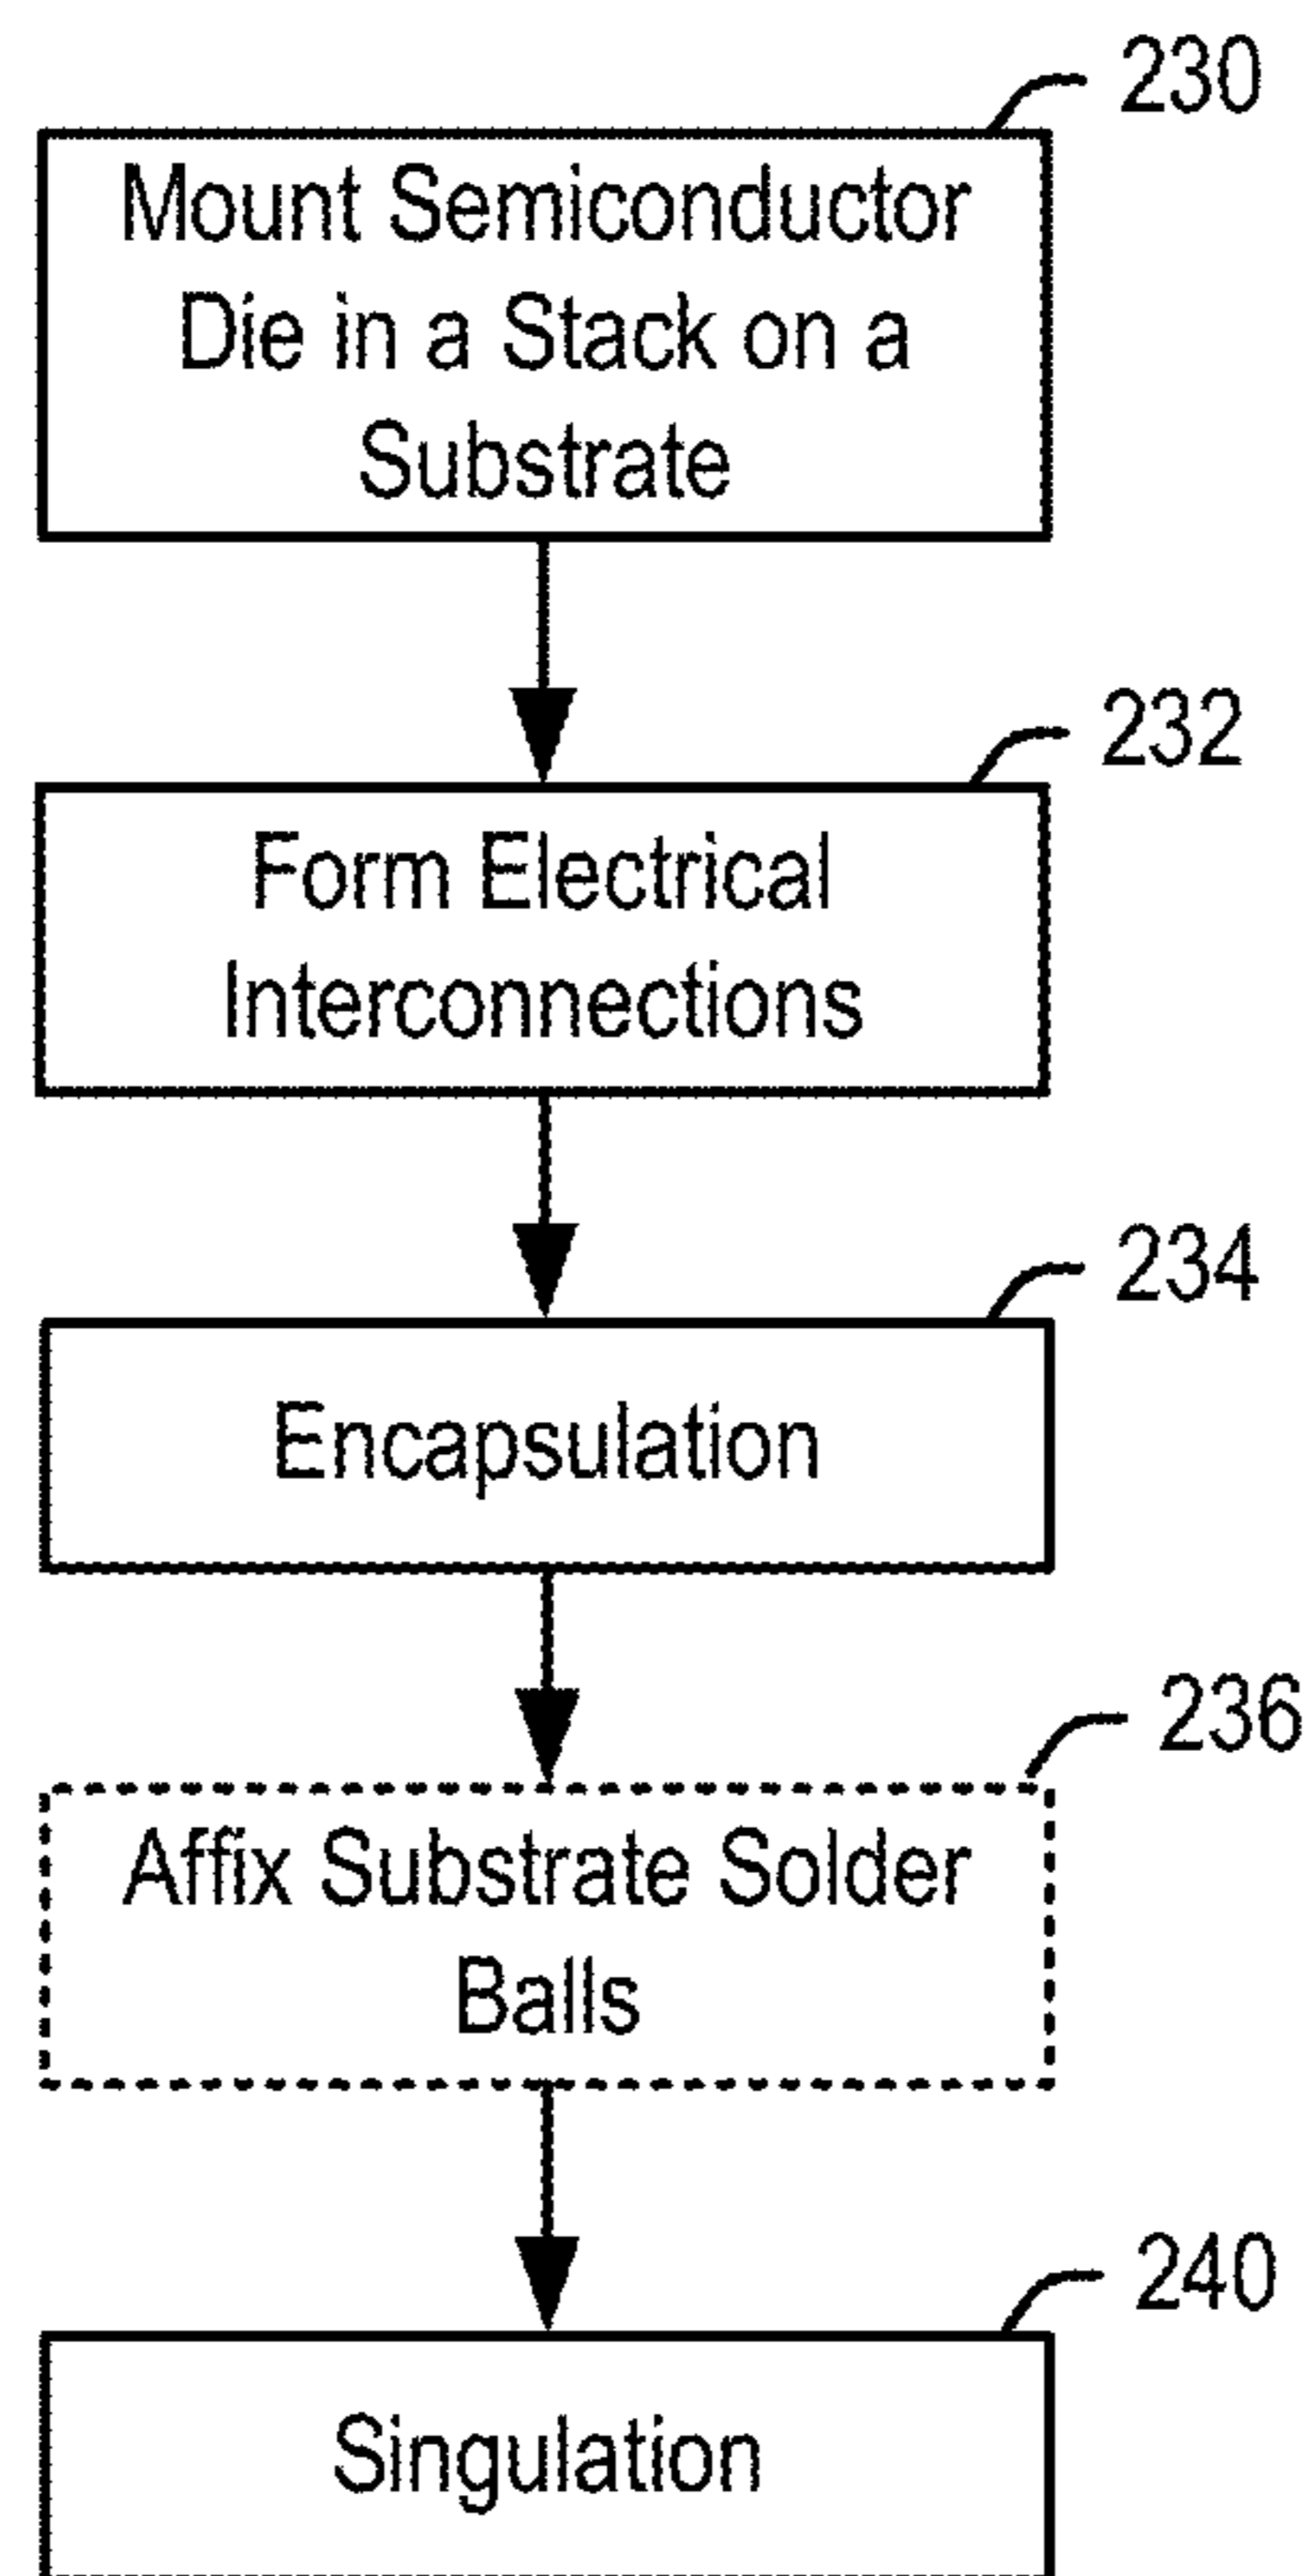 230
Mount Semiconductor
Die in a Stack on a
Substrate
232
Form Electrical
Interconnections
234
Encapsulation
236
Affix Substrate Solder
Balls
240
Singulation